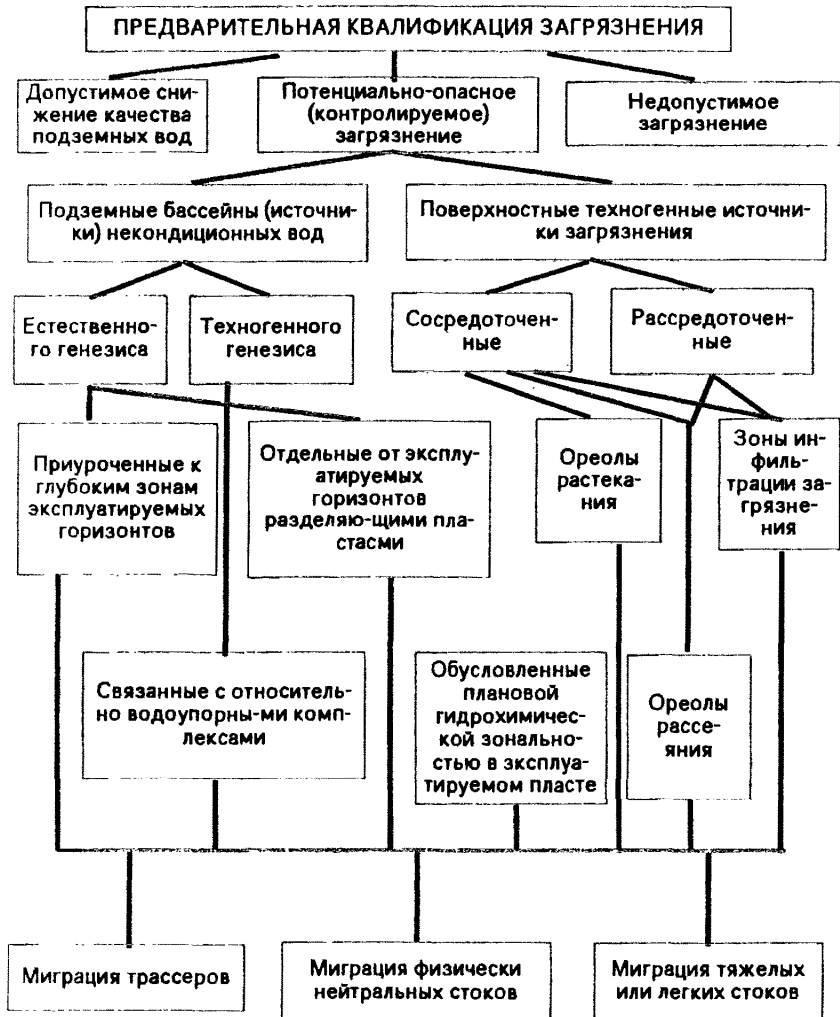 ПРЕДВАРИТЕЛЬНАЯ КВАЛИФИКАЦИЯ ЗАГРЯЗНЕНИЯ
Допустимое сни-
жение качества
подземных вод
Потенциально-опасное
(контролируемое)
загрязнение
Недопустимое
загрязнение
Подземные бассейны (источни-
ки) некондиционных вод
Поверхностные техногенные источни-
ки загрязнения
Естественно-
го генезиса
Техногенного
генезиса
Сосредоточен-
ные
Рассредоточен-
ные
Приуроченные к
глубоким зонам
эксплуатируемых
горизонтов
Отдельные от эксплу-
атируемых
горизонтов
разделяю-щими пла-
стасми
Ореолы
растекания
Зоны ин-
филь-
трации за-
грязне-
ния
Связанные с относитель-
но водоупорны-ми комп-
лексами
Обусловленные
плановой
гидрохимичес-
кой зональность-
стью в эксплуа-
тируемом пласте
Ореолы
рассе-
яния
Миграция трассеров
Миграция физически
нейтральных стоков
Миграция тяжелых
или легких стоков